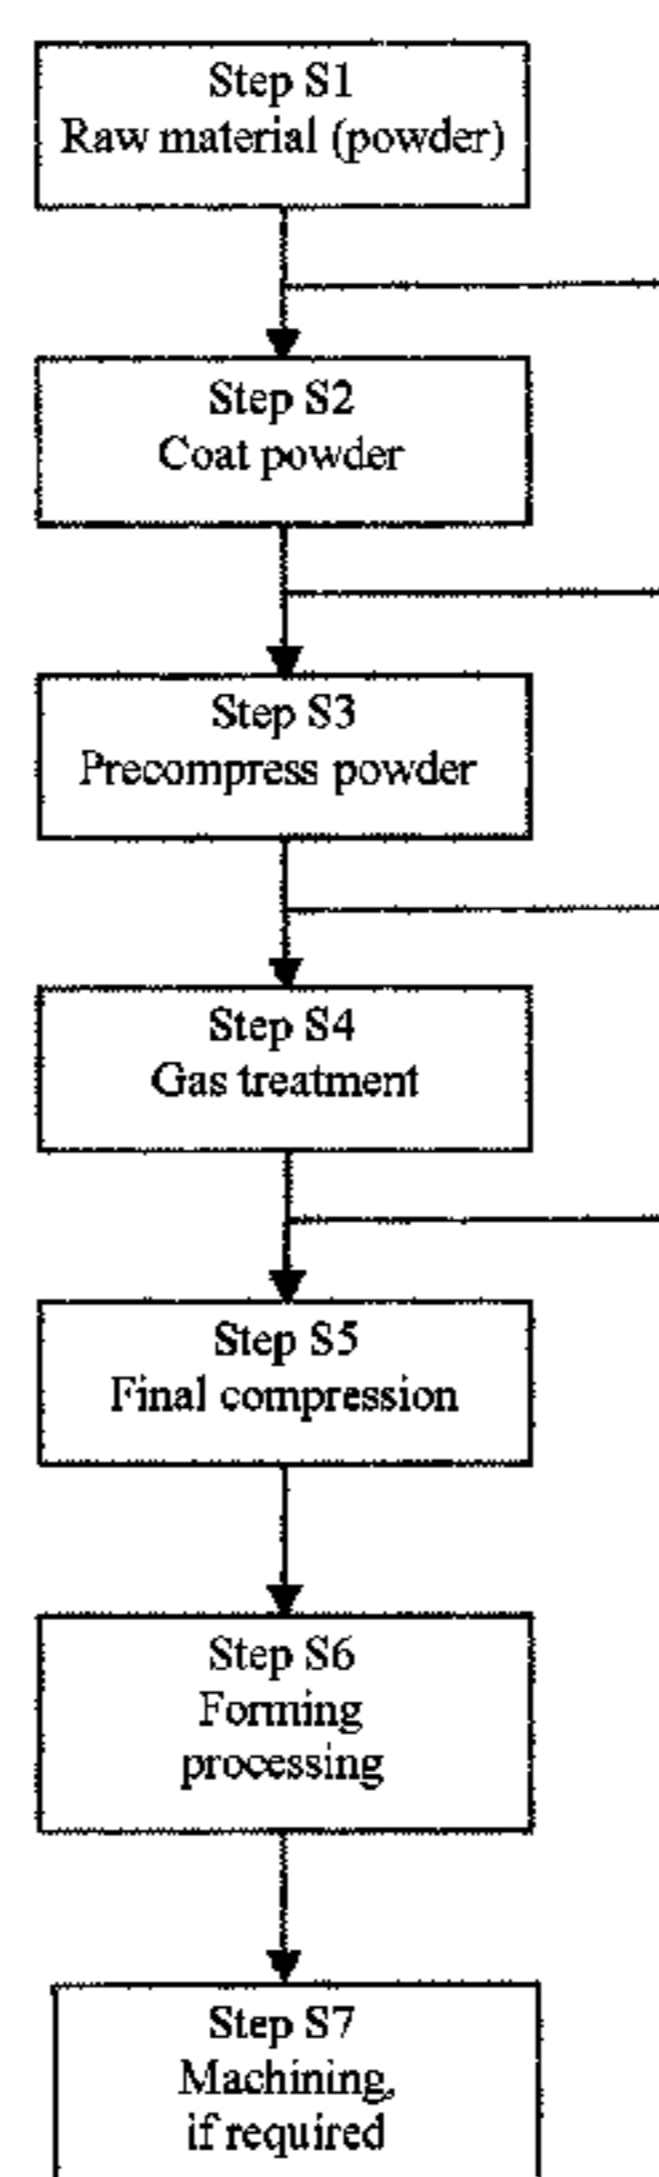 Step S1
Raw material (powder)
Step S2
Coat powder
Step S3
Precompress powder
Step S4
Gas treatment
Step S5
Final compression
Step S6
Forming
processing
Step S7
Machining,
if required